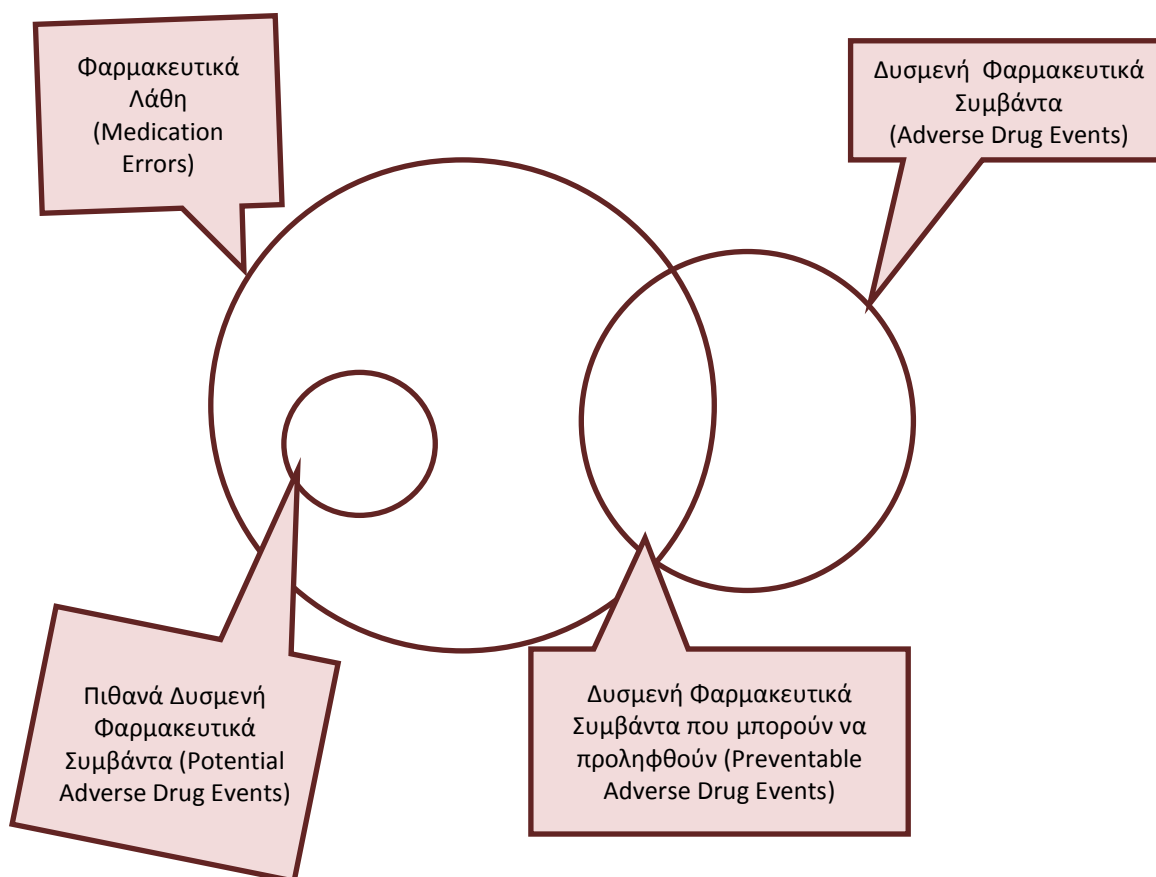 Φαρμακευτικά
Λάθη
(Medication
Errors)
Δυσμενή Φαρμακευτικά
Συμβάντα
(Adverse Drug Events)
Πιθανά Δυσμενή
Φαρμακευτικά
Συμβάντα (Potential
Adverse Drug Events)
Δυσμενή Φαρμακευτικά
Συμβάντα που μπορούν να
προληφθούν (Preventable
Adverse Drug Events)